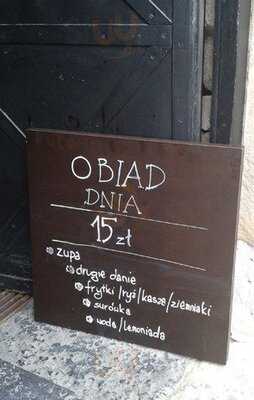 OBIAD
DNIA
15 zł
zupa
drugie danie
frytki/ryż/kasze/ziemniaki
surówka
woda/lemoniada